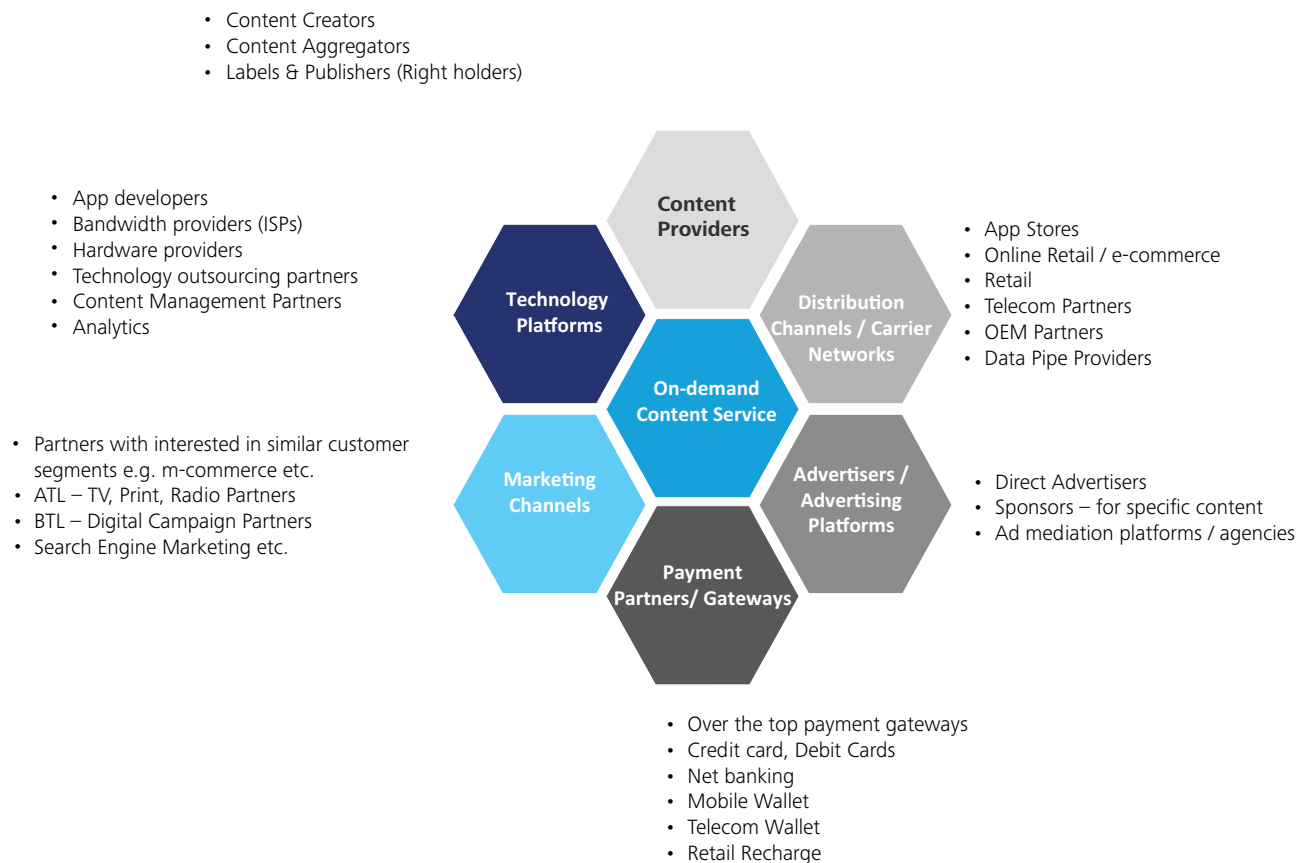 • Content Creators
• Content Aggregators
• Labels & Publishers (Right holders)
Content
Providers
• App developers
• Bandwidth providers (ISPs)
• Hardware providers
• Technology outsourcing partners
• Content Management Partners
• Analytics
Technology
Platforms
Distribution
Channels / Carrier
Networks
• App Stores
• Online Retail / e-commerce
• Retail
• Telecom Partners
• OEM Partners
• Data Pipe Providers
On-demand
Content Service
• Partners with interested in similar customer
segments e.g. m-commerce etc.
• ATL – TV, Print, Radio Partners
• BTL – Digital Campaign Partners
• Search Engine Marketing etc.
Marketing
Channels
Advertisers /
Advertising
Platforms
• Direct Advertisers
• Sponsors – for specific content
• Ad mediation platforms / agencies
Payment
Partners/ Gateways
• Over the top payment gateways
• Credit card, Debit Cards
• Net banking
• Mobile Wallet
• Telecom Wallet
• Retail Recharge